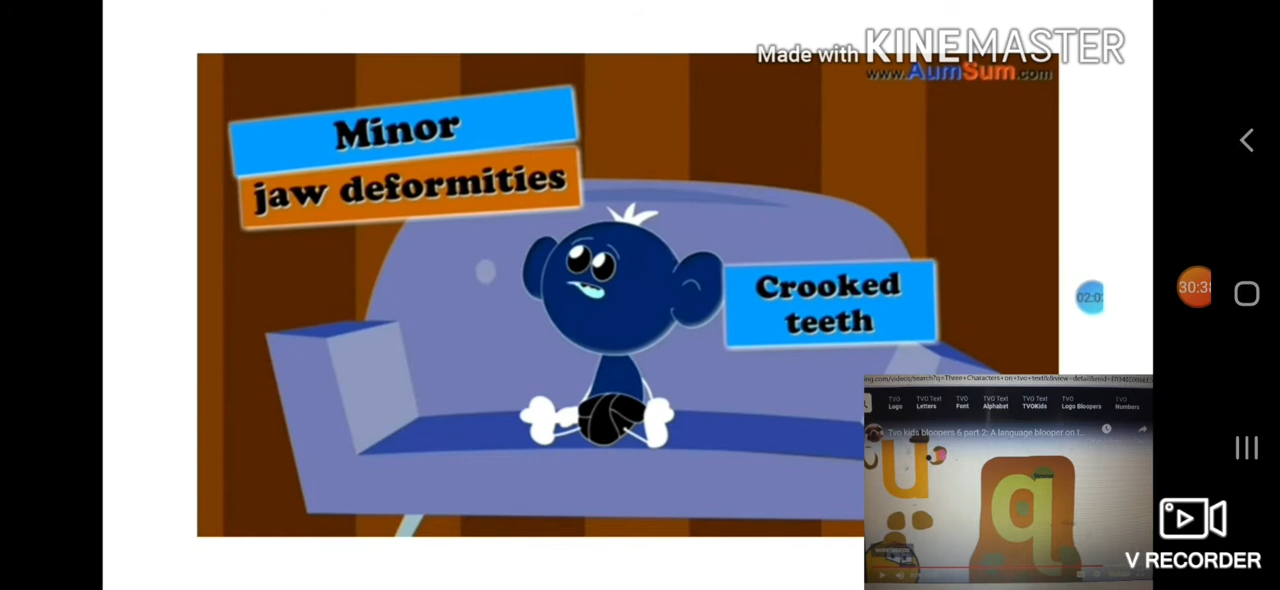 Made with KINEMASTER
www.AumSum.com
Minor
jaw deformities
Crooked
teeth
02:0
30:38
TVO
Logo
TVO Text
Letters
TVO
Font
TVO Text
Alphabet
TVO Text
TVOKids
TVO
Logo Bloopers
TVO
Numbers
Tvo kids bloopers 6 part 2: A language blooper on t...
u
q
V RECORDER